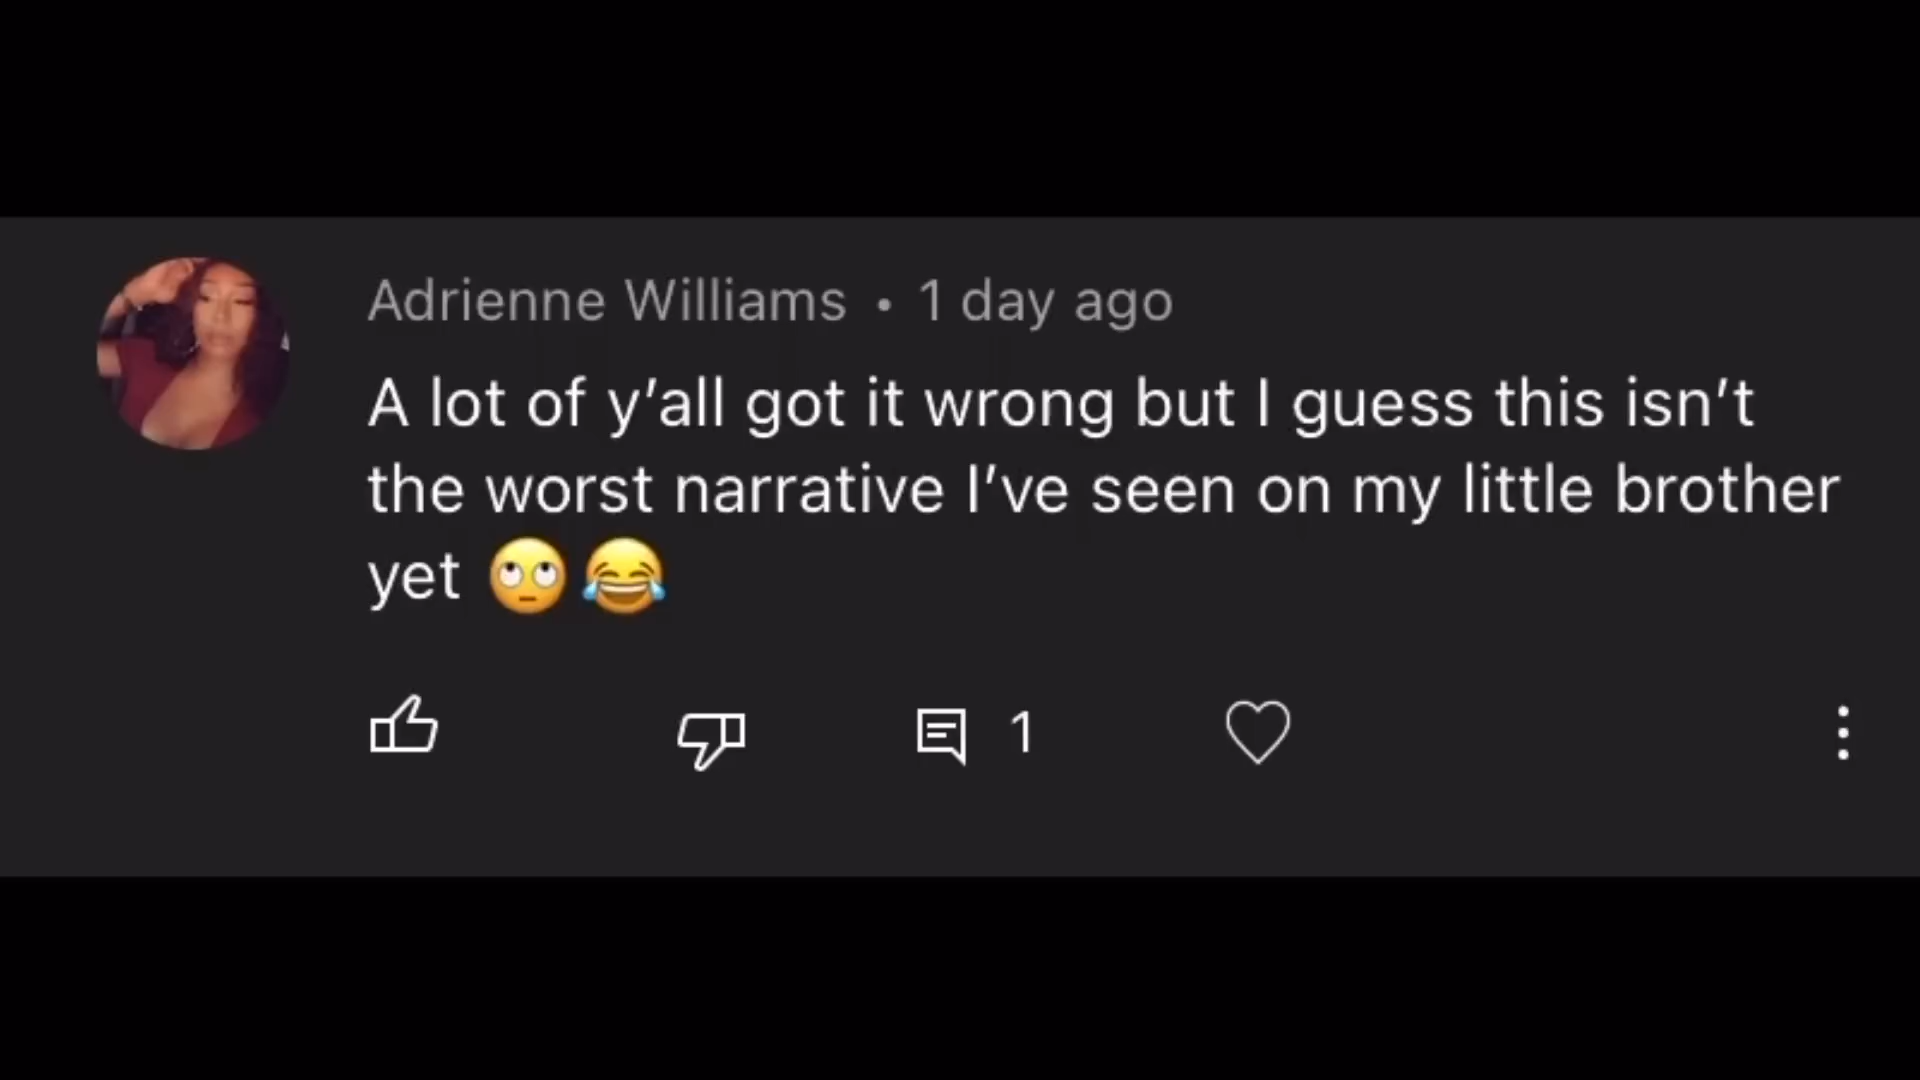 Adrienne Williams • 1 day ago
A lot of y’all got it wrong but I guess this isn’t
the worst narrative I’ve seen on my little brother
yet 🙄😂
1